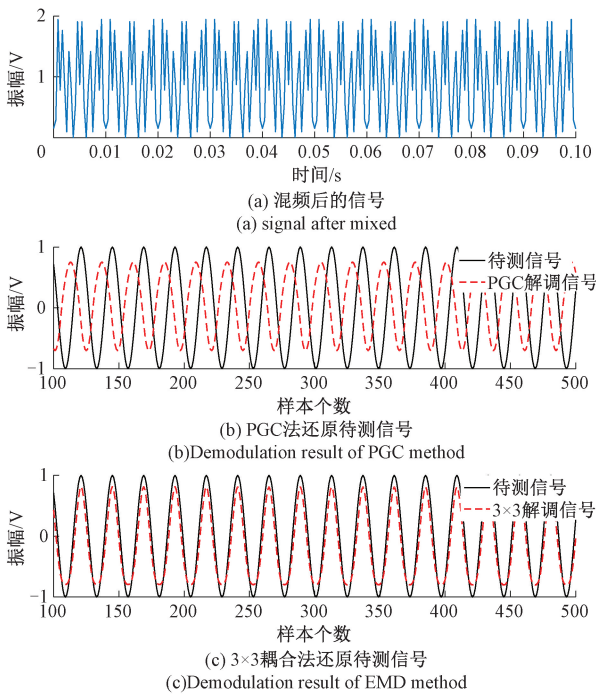 2
1
0
振幅/V
0.01 0.02 0.03 0.04 0.05 0.06 0.07 0.08 0.09 0.10
时间/s
(a) 混频后的信号
(a) signal after mixed
1
0
−1
振幅/V
待测信号
PGC解调信号
100 150 200 250 300 350 400 450 500
样本个数
(b) PGC法还原待测信号
(b)Demodulation result of PGC method
1
0
−1
振幅/V
待测信号
3×3解调信号
100 150 200 250 300 350 400 450 500
样本个数
(c) 3×3耦合法还原待测信号
(c)Demodulation result of EMD method